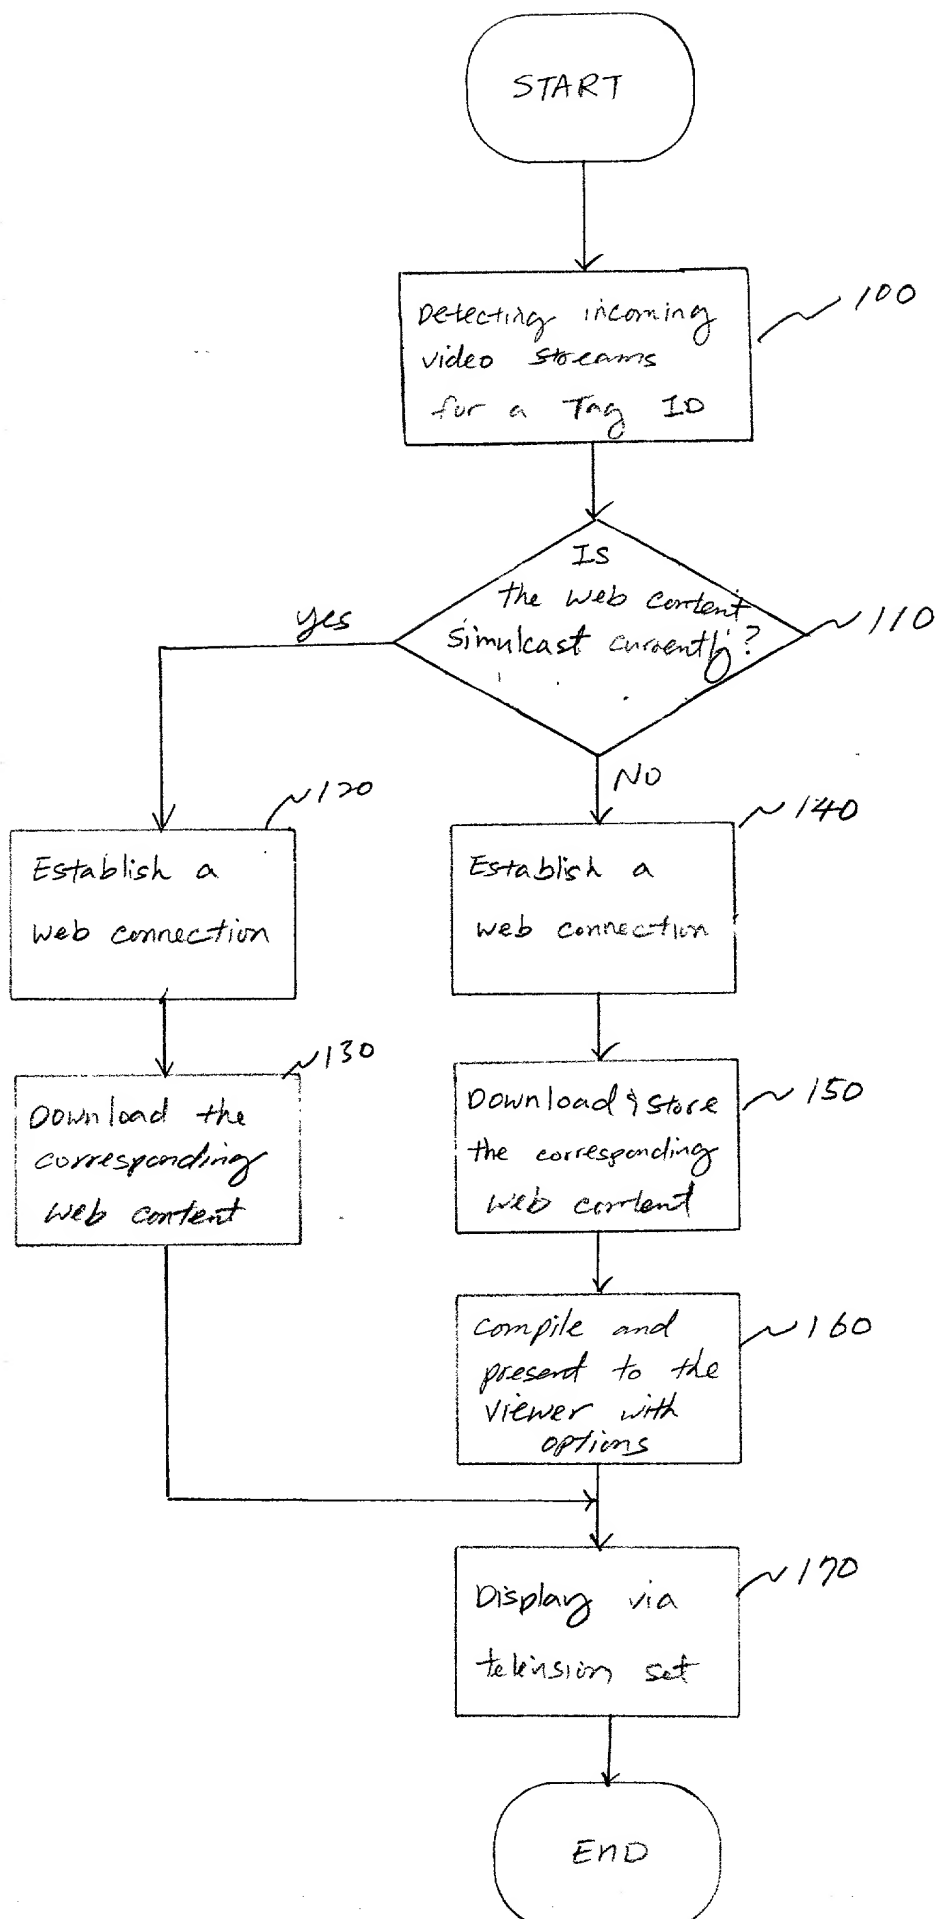 START
Detecting incoming
video streams
for a Tag ID
100
Is
the web content
simulcast currently?
110
yes
NO
120
Establish a
web connection
140
Establish a
web connection
130
Download the
corresponding
web content
150
Download & store
the corresponding
web content
160
compile and
present to the
viewer with
options
170
Display via
television set
END